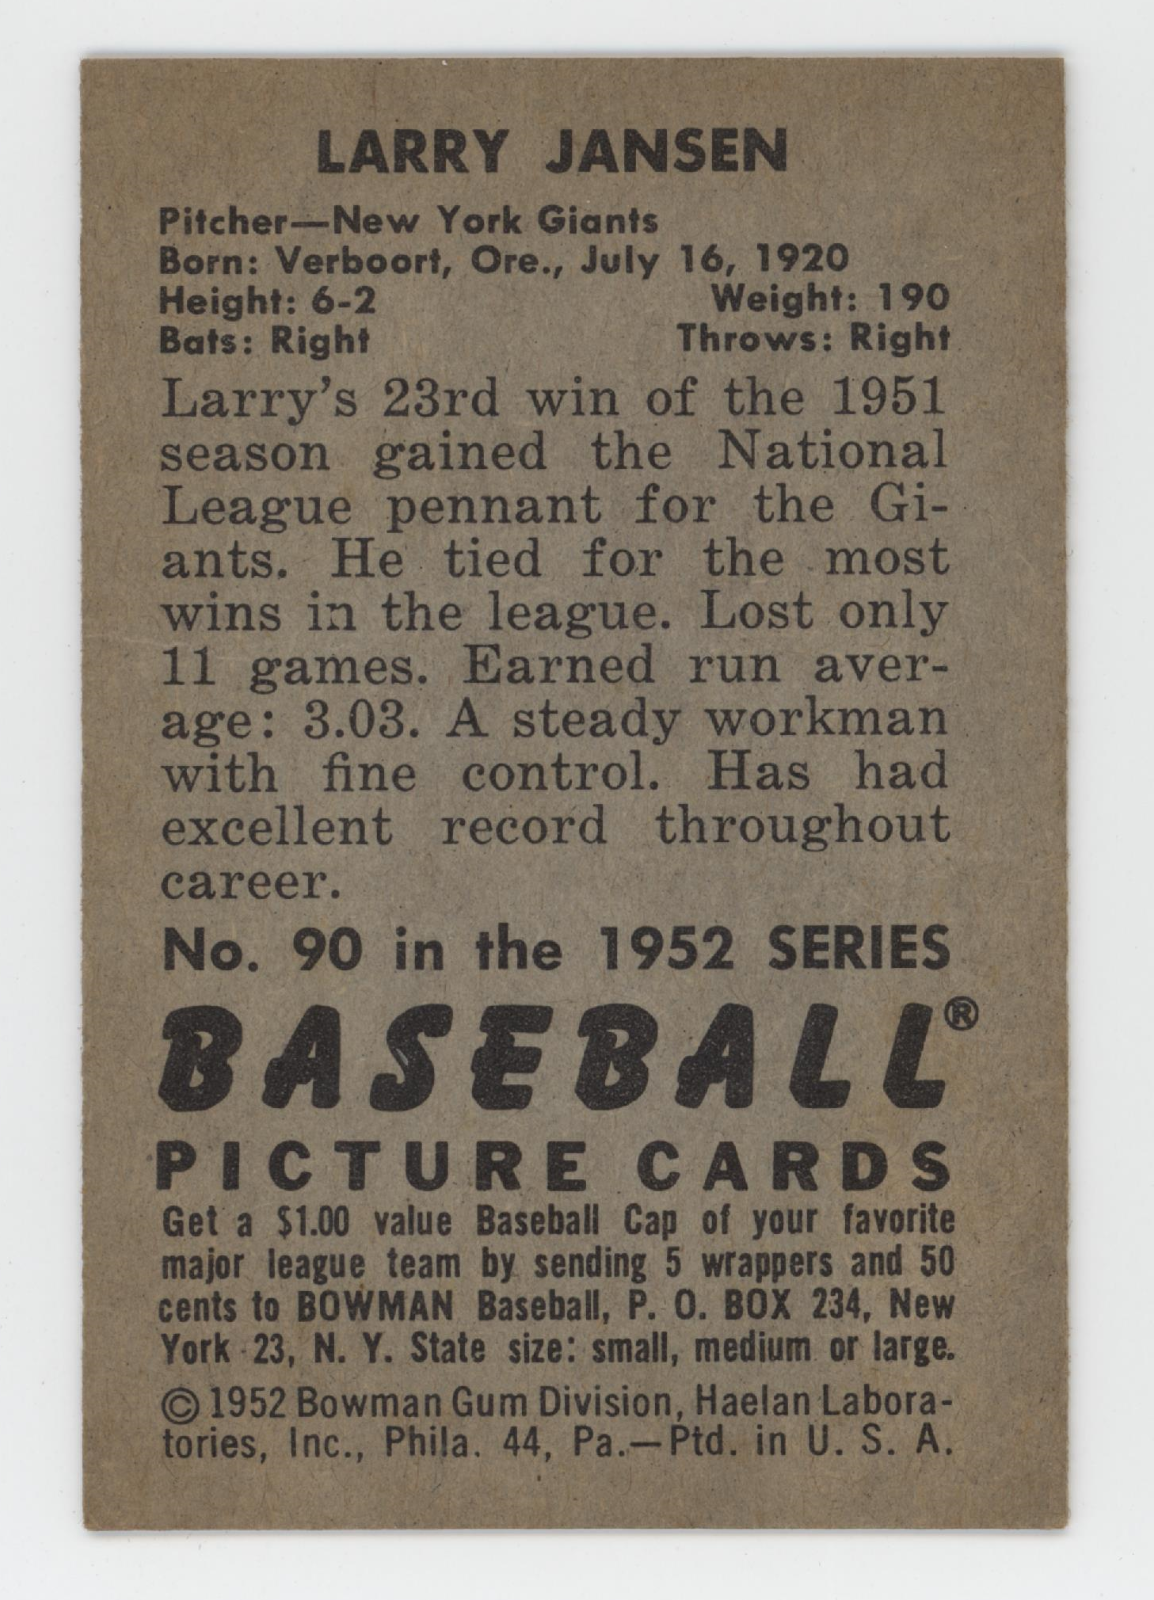 LARRY JANSEN
Pitcher—New York Giants
Born: Verboort, Ore., July 16, 1920
Height: 6-2 Weight: 190
Bats: Right Throws: Right
Larry's 23rd win of the 1951
season gained the National
League pennant for the Gi-
ants. He tied for the most
wins in the league. Lost only
11 games. Earned run aver-
age: 3.03. A steady workman
with fine control. Has had
excellent record throughout
career.
No. 90 in the 1952 SERIES
BASEBALL®
PICTURE CARDS
Get a $1.00 value Baseball Cap of your favorite
major league team by sending 5 wrappers and 50
cents to BOWMAN Baseball, P. O. BOX 234, New
York 23, N. Y. State size: small, medium or large.
© 1952 Bowman Gum Division, Haelan Labora-
tories, Inc., Phila. 44, Pa.—Ptd. in U. S. A.